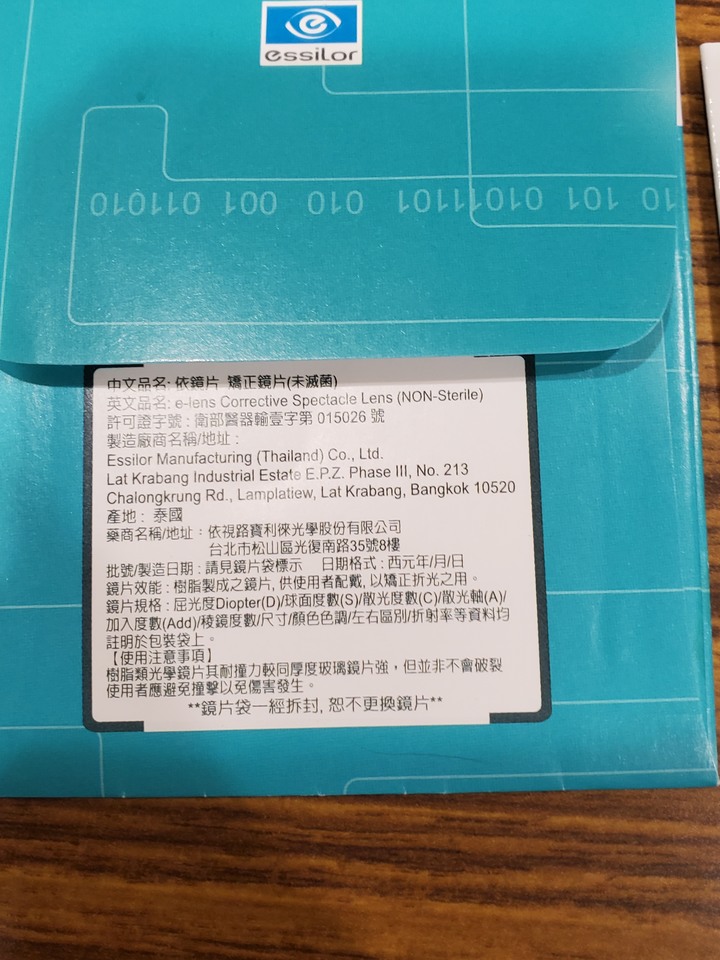 essilor
010110 100 010 10111010 101 01
中文品名: 依鏡片 矯正鏡片(未滅菌)
英文品名: e-lens Corrective Spectacle Lens (NON-Sterile)
許可證字號 : 衛部醫器輸壹字第 015026 號
製造廠商名稱/地址 :
Essilor Manufacturing (Thailand) Co., Ltd.
Lat Krabang Industrial Estate E.P.Z. Phase III, No. 213
Chalongkrung Rd., Lamplatiew, Lat Krabang, Bangkok 10520
產地 : 泰國
藥商名稱/地址 : 依視路寶利徠光學股份有限公司
台北市松山區光復南路35號8樓
批號/製造日期 : 請見鏡片袋標示 日期格式 : 西元年/月/日
鏡片效能 : 樹脂製成之鏡片, 供使用者配戴, 以矯正折光之用。
鏡片規格 : 屈光度Diopter(D)/球面度數(S)/散光度數(C)/散光軸(A)/
加入度數(Add)/稜鏡度數/尺寸/顏色色調/左右區別/折射率等資料均
註明於包裝袋上。
【使用注意事項】
樹脂類光學鏡片其耐撞力較同厚度玻璃鏡片強，但並非不會破裂
使用者應避免撞擊以免傷害發生。
**鏡片袋一經拆封, 恕不更換鏡片**